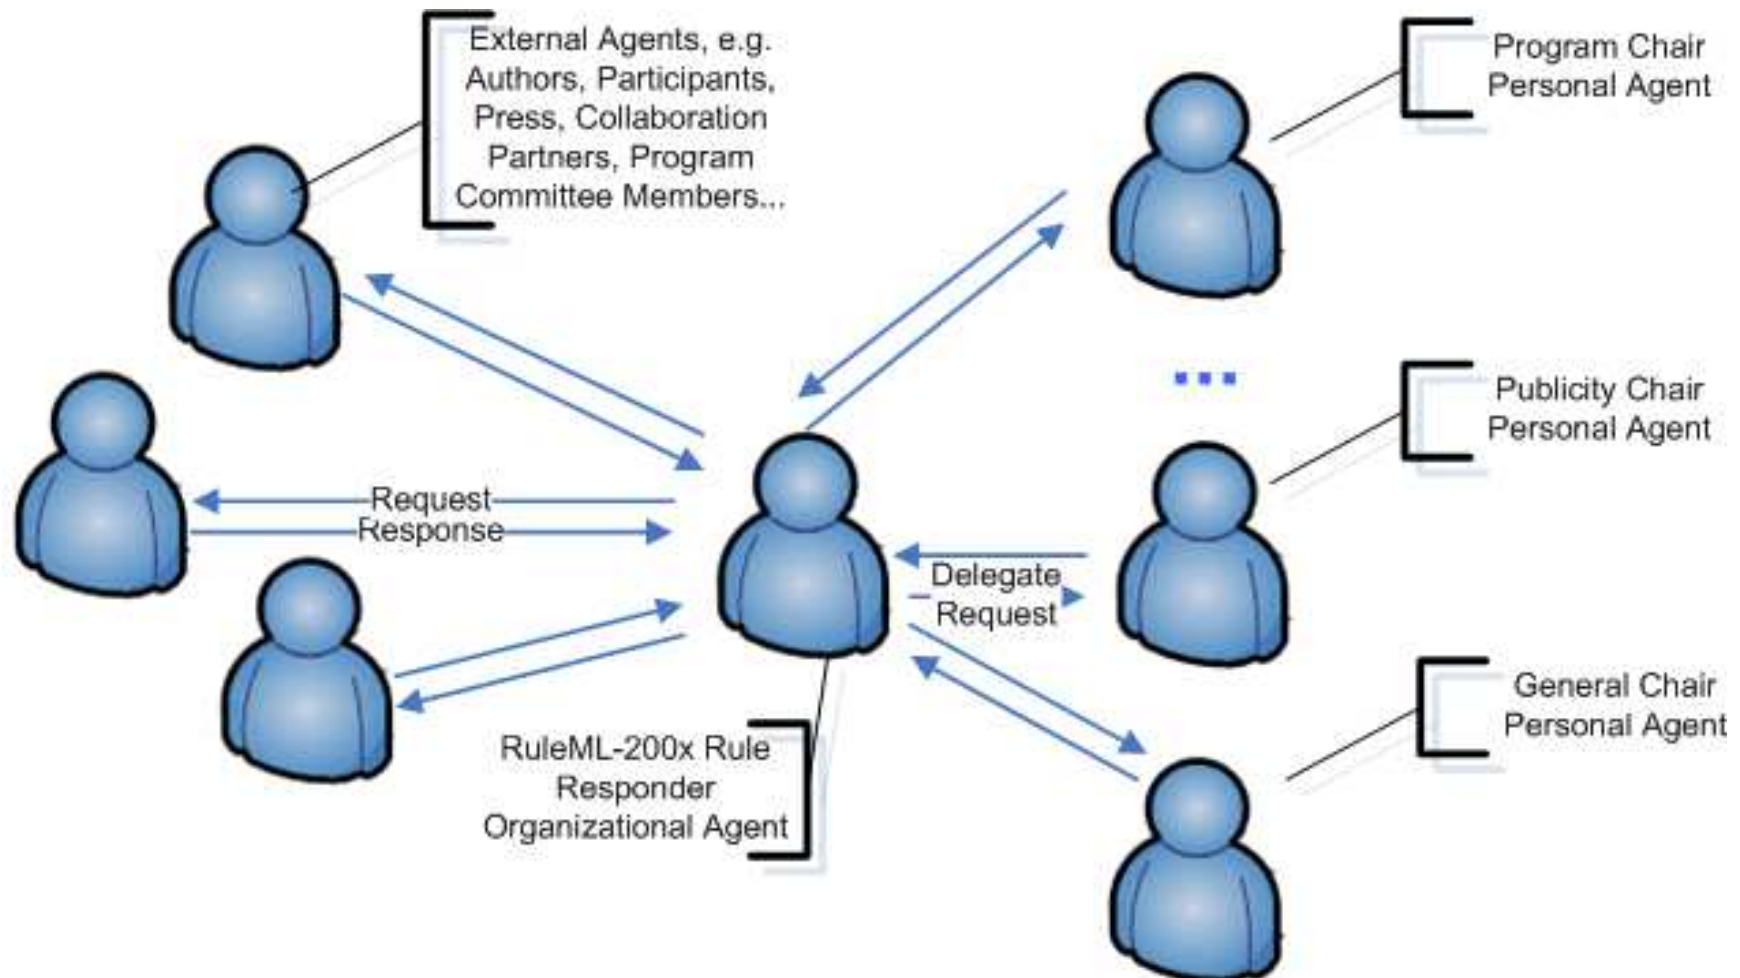 External Agents, e.g.
Authors, Participants,
Press, Collaboration
Partners, Program
Committee Members...
Program Chair
Personal Agent
Publicity Chair
Personal Agent
Request
Response
Delegate
Request
General Chair
Personal Agent
RuleML-200x Rule
Responder
Organizational Agent